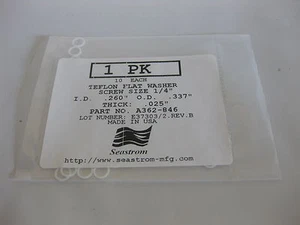 1 PK
10 EACH
TEFLON FLAT WASHER
SCREW SIZE 1/4"
I.D. .260" O.D. .337"
THICK: .025"
PART NO. A362-846
LOT NUMBER: E37303/2.REV.B
MADE IN USA
Seastrom
http://www.seastrom-mfg.com